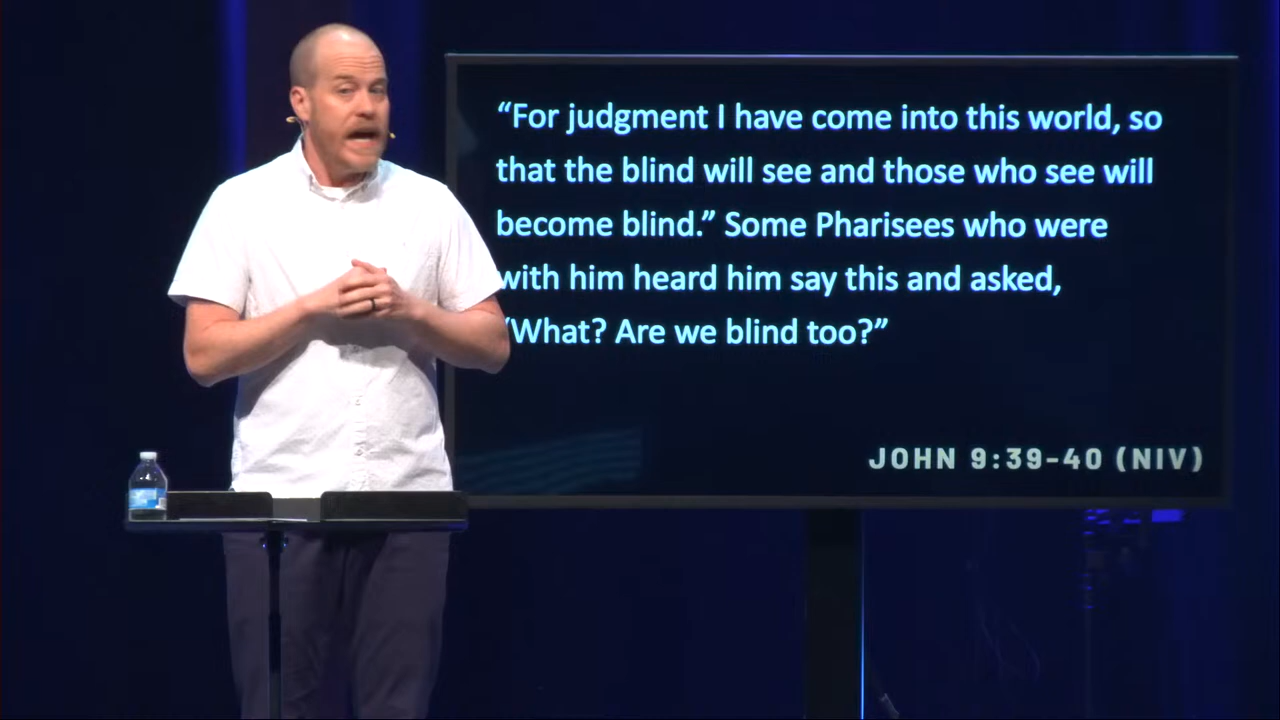 “For judgment I have come into this world, so
that the blind will see and those who see will
become blind.” Some Pharisees who were
with him heard him say this and asked,
“What? Are we blind too?”
JOHN 9:39-40 (NIV)